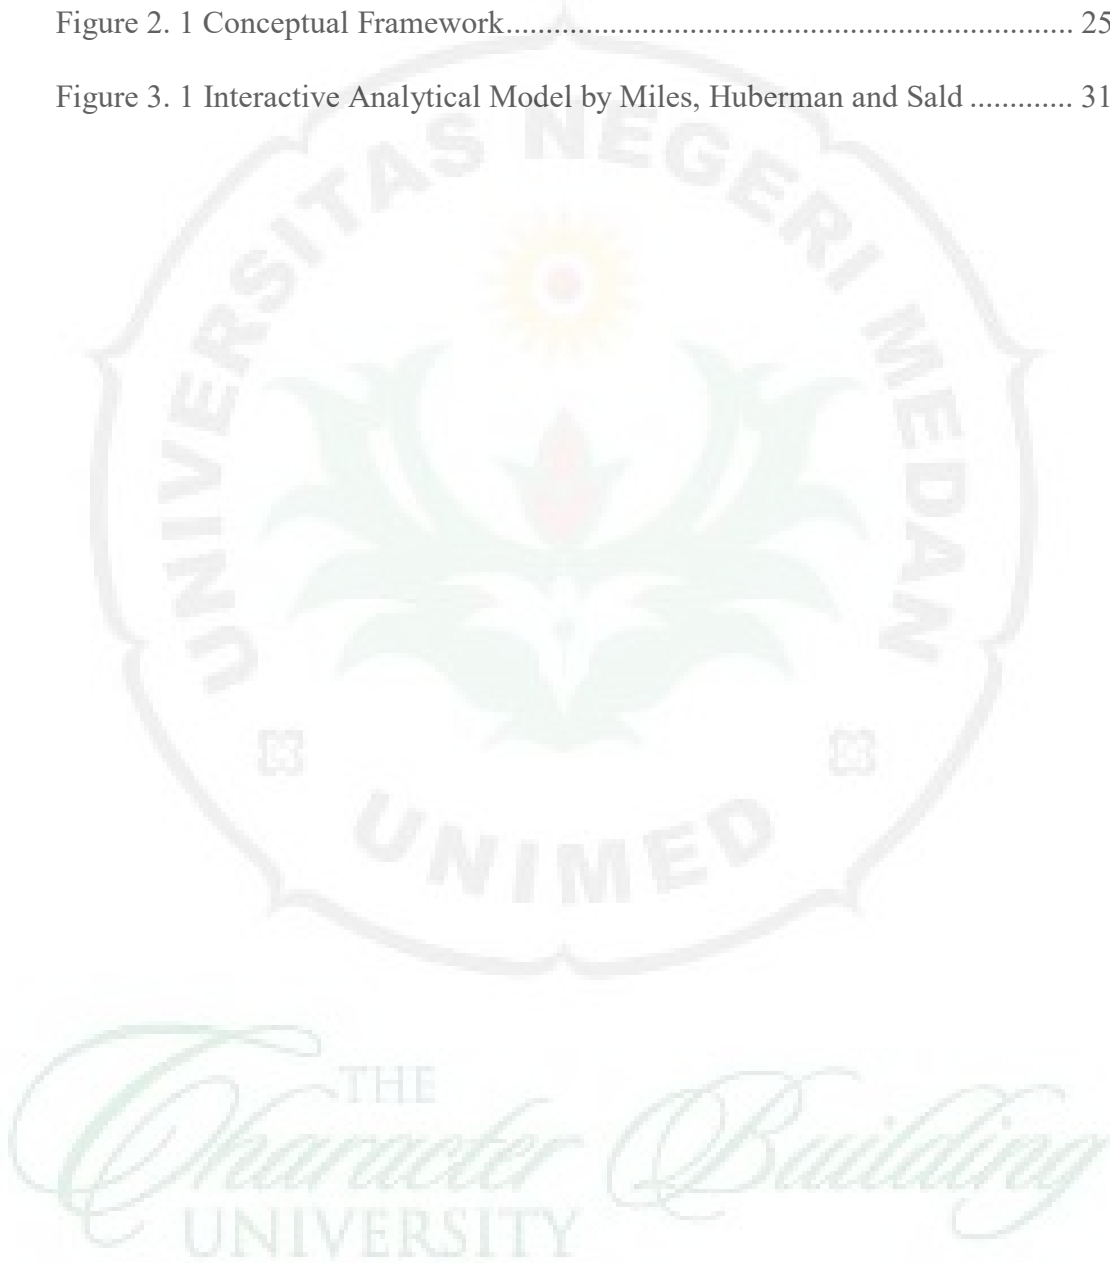 Figure 2. 1 Conceptual Framework....................................................................... 25
Figure 3. 1 Interactive Analytical Model by Miles, Huberman and Sald ............. 31
UNIVERSITAS NEGERI MEDAN
UNIMED
THE
Character Building
UNIVERSITY